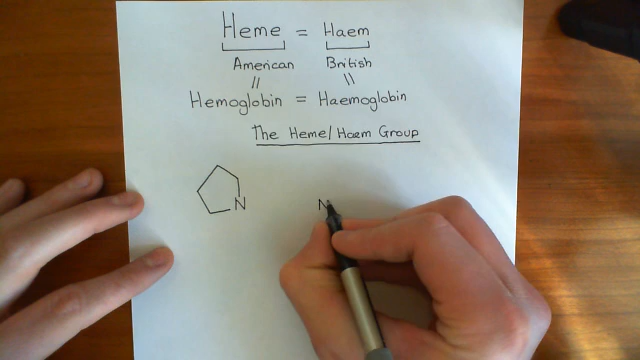 Heme = Haem
American British
Hemoglobin = Haemoglobin
The Heme/Haem Group
N N